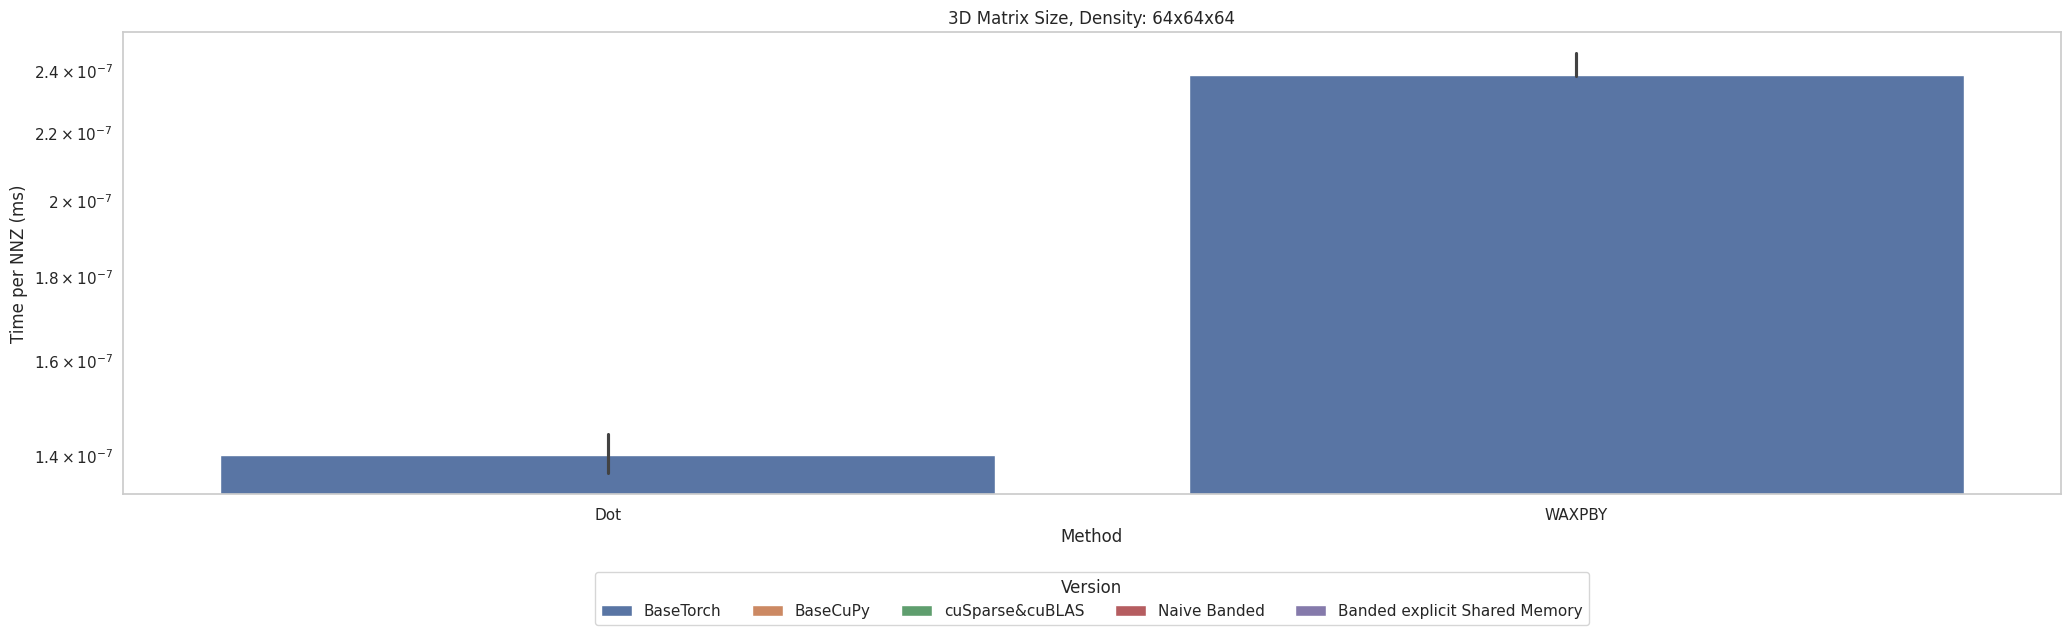 3D Matrix Size, Density: 64x64x64
Time per NNZ (ms)
2.4 × 10⁻⁷
2.2 × 10⁻⁷
2 × 10⁻⁷
1.8 × 10⁻⁷
1.6 × 10⁻⁷
1.4 × 10⁻⁷
Dot WAXPBY
Method
Version
BaseTorch BaseCuPy cuSparse&cuBLAS Naive Banded Banded explicit Shared Memory